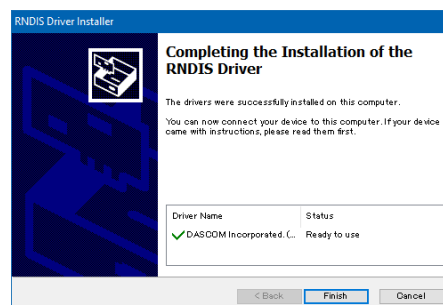 RNDIS Driver Installer
Completing the Installation of the
RNDIS Driver
The drivers were successfully installed on this computer.
You can now connect your device to this computer. If your device
came with instructions, please read them first.
Driver Name Status
DASCOM Incorporated. (... Ready to use
< Back Finish Cancel